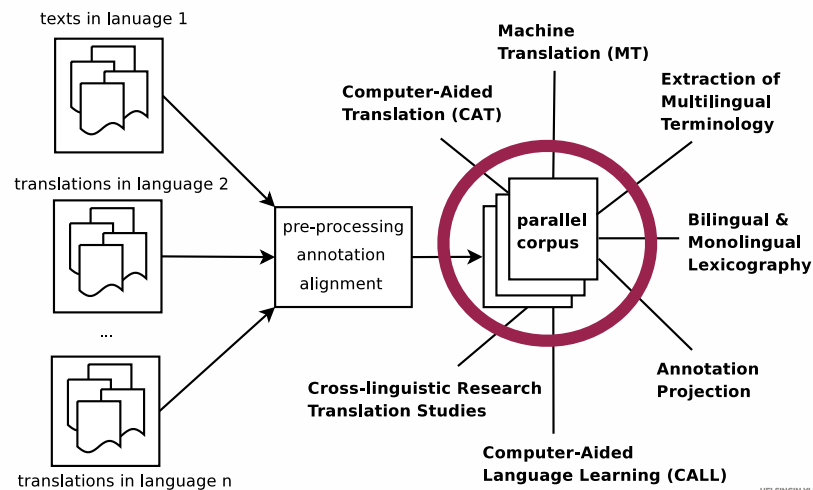 texts in lanuage 1
translations in language 2
...
translations in language n
pre-processing
annotation
alignment
parallel
corpus
Computer-Aided
Translation (CAT)
Machine
Translation (MT)
Extraction of
Multilingual
Terminology
Bilingual &
Monolingual
Lexicography
Annotation
Projection
Computer-Aided
Language Learning (CALL)
Cross-linguistic Research
Translation Studies